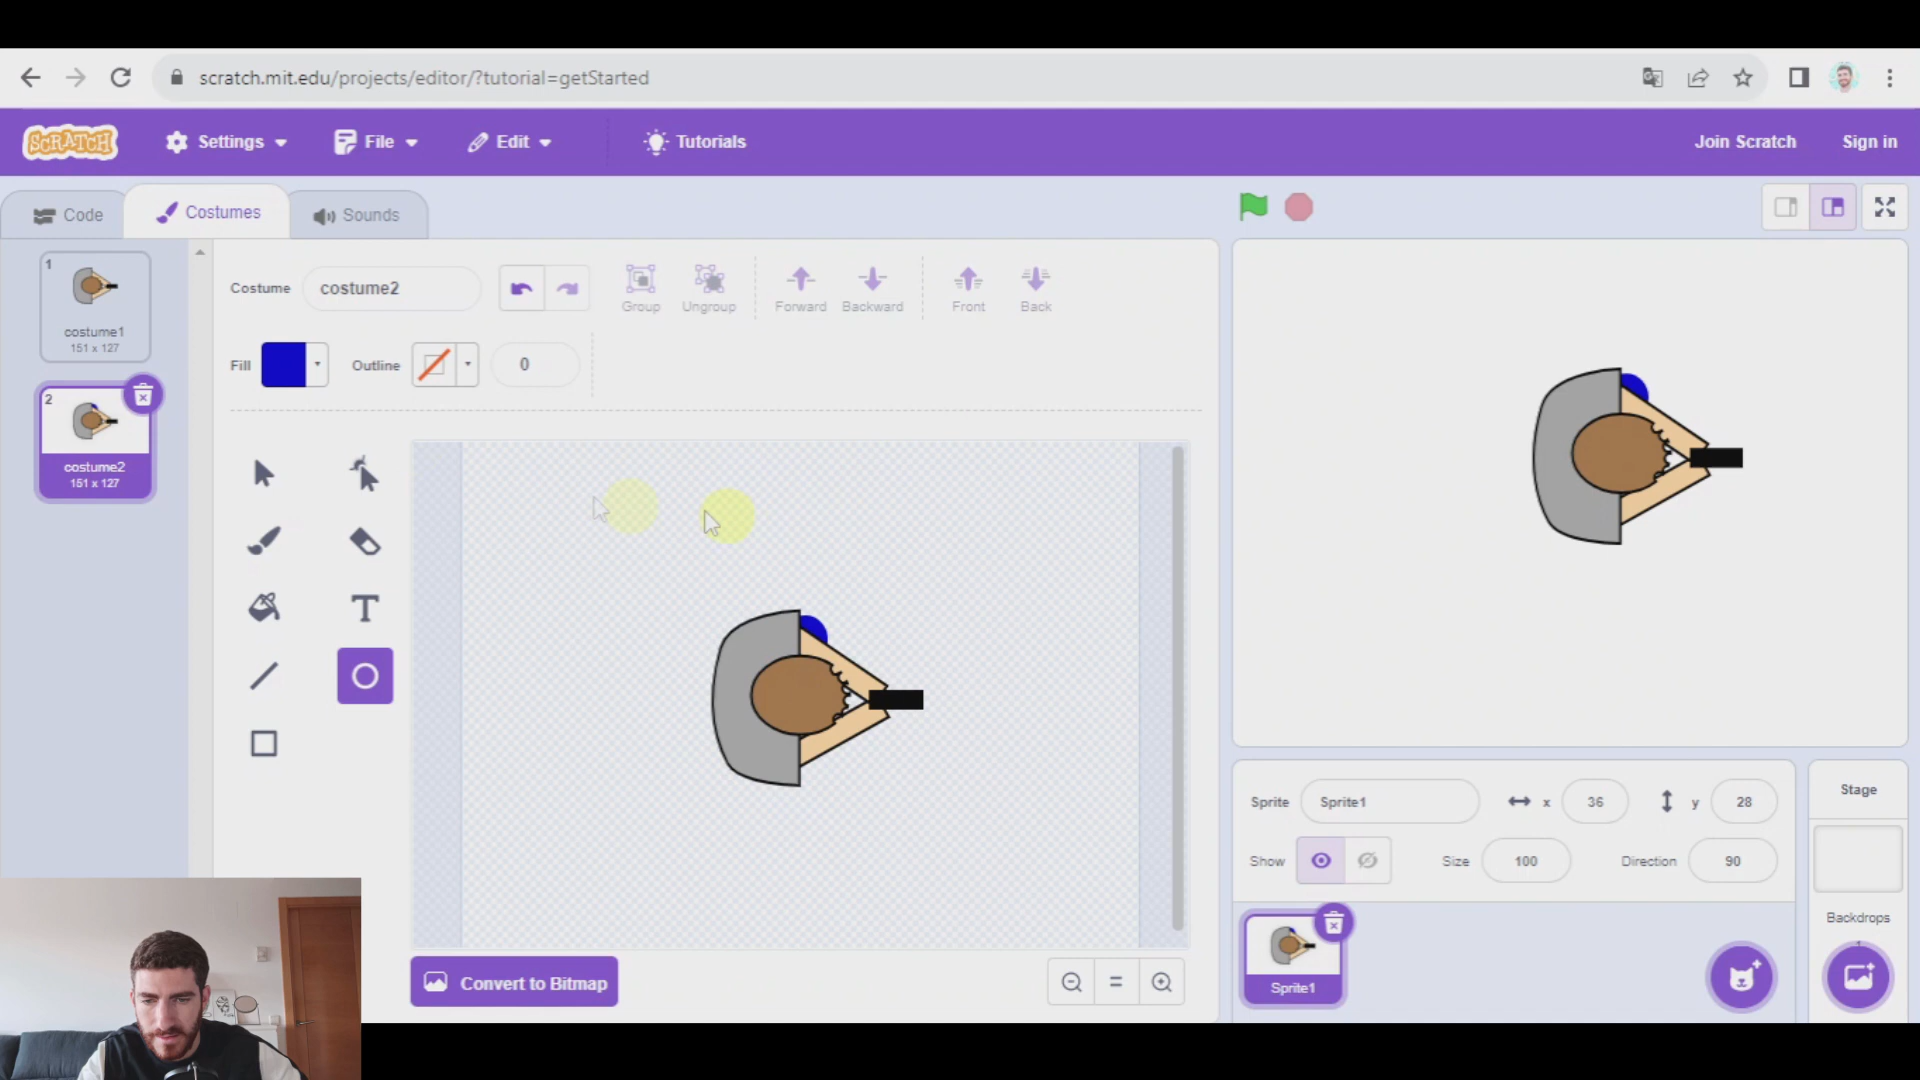 scratch.mit.edu/projects/editor/?tutorial=getStarted
SCRATCH Settings File Edit Tutorials Join Scratch Sign in
Code Costumes Sounds
1
costume1
151 x 127
2
costume2
151 x 127
Costume costume2 Group Ungroup Forward Backward Front Back
Fill Outline 0
T
Convert to Bitmap
Sprite Sprite1 x 36 y 28
Show Size 100 Direction 90
Sprite1
Stage
Backdrops
1